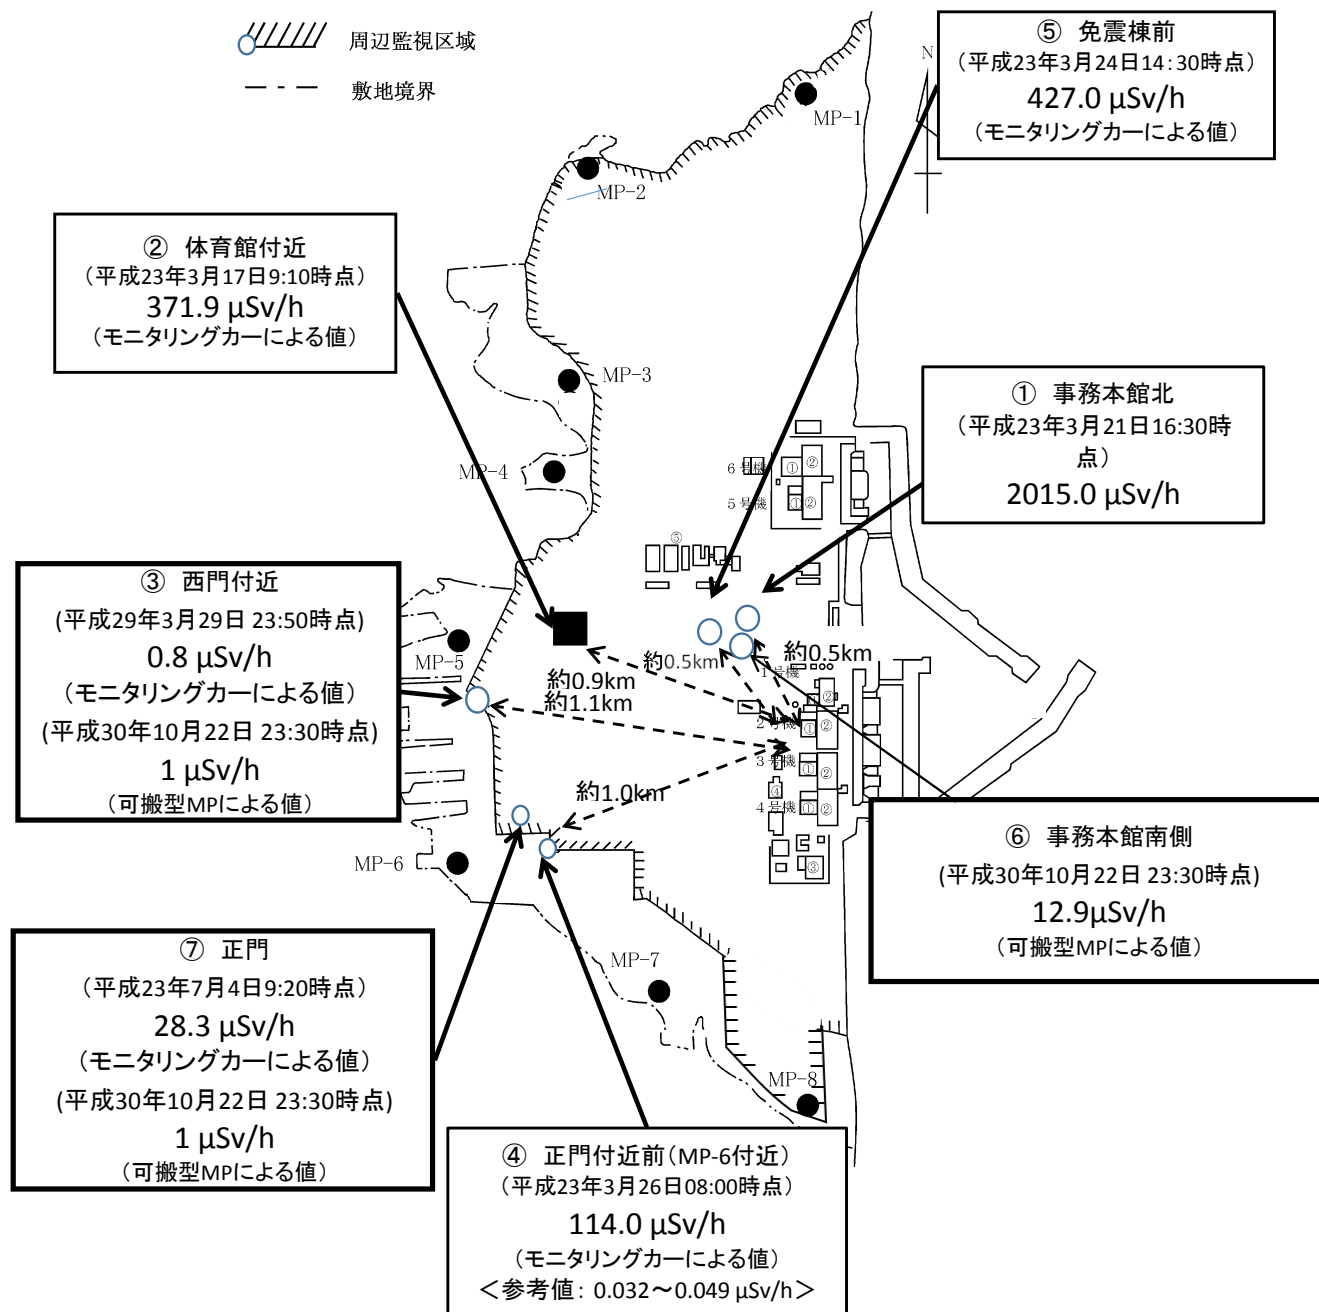 周辺監視区域
敷地境界
⑤ 免震棟前
（平成23年3月24日14:30時点）
427.0 µSv/h
（モニタリングカーによる値）
N
MP-1
MP-2
② 体育館付近
（平成23年3月17日9:10時点）
371.9 µSv/h
（モニタリングカーによる値）
MP-3
① 事務本館北
（平成23年3月21日16:30時
点）
2015.0 µSv/h
MP-4
6号機
①
②
5号機
①
②
⑤
③ 西門付近
(平成29年3月29日 23:50時点)
0.8 µSv/h
（モニタリングカーによる値）
(平成30年10月22日 23:30時点)
1 µSv/h
（可搬型MPによる値）
MP-5
約0.9km
約1.1km
約0.5km
約0.5km
1号機
②
2号機
①
②
3号機
①
②
約1.0km
④
4号機
①
②
③
MP-6
⑥ 事務本館南側
(平成30年10月22日 23:30時点)
12.9µSv/h
（可搬型MPによる値）
⑦ 正門
（平成23年7月4日9:20時点）
28.3 µSv/h
（モニタリングカーによる値）
(平成30年10月22日 23:30時点)
1 µSv/h
（可搬型MPによる値）
MP-7
MP-8
④ 正門付近前（MP-6付近）
（平成23年3月26日08:00時点）
114.0 µSv/h
（モニタリングカーによる値）
＜参考値： 0.032～0.049 µSv/h＞